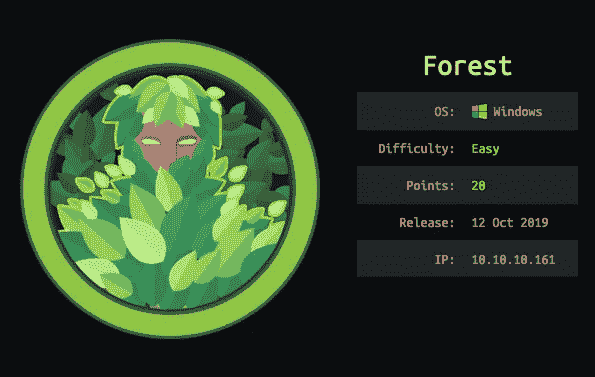 Forest
OS: Windows
Difficulty: Easy
Points: 20
Release: 12 Oct 2019
IP: 10.10.10.161